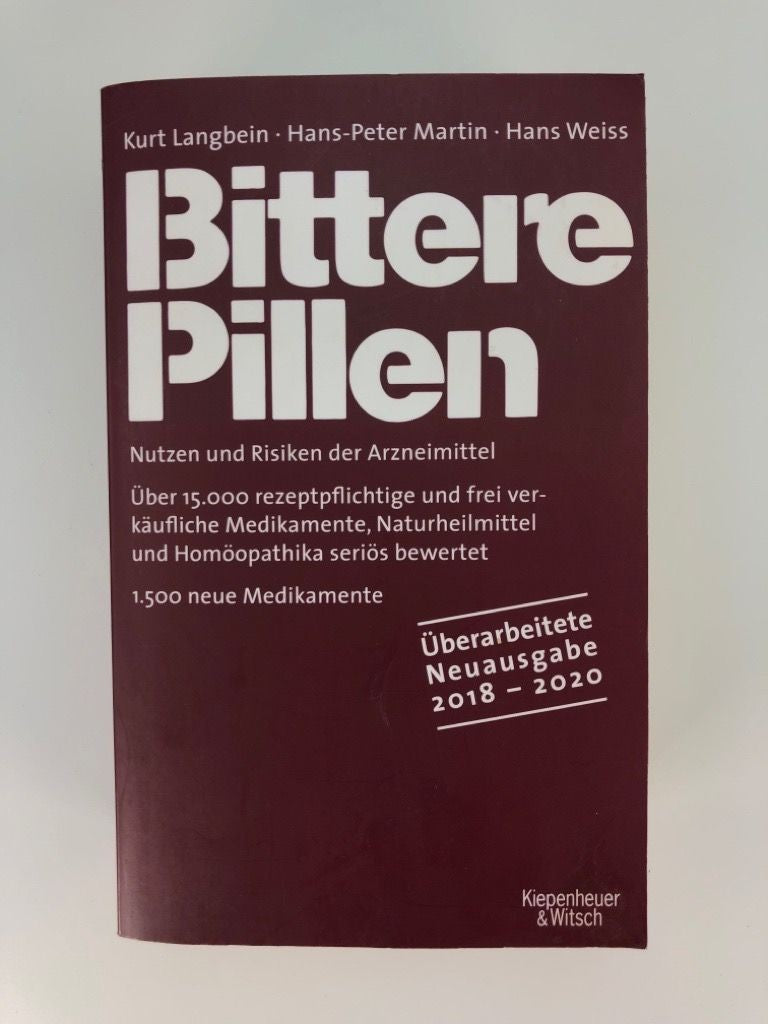 Kurt Langbein · Hans-Peter Martin · Hans Weiss
Bittere
Pillen
Nutzen und Risiken der Arzneimittel
Über 15.000 rezeptpflichtige und frei ver-
käufliche Medikamente, Naturheilmittel
und Homöopathika seriös bewertet
1.500 neue Medikamente
Überarbeitete
Neuausgabe
2018 – 2020
Kiepenheuer
& Witsch